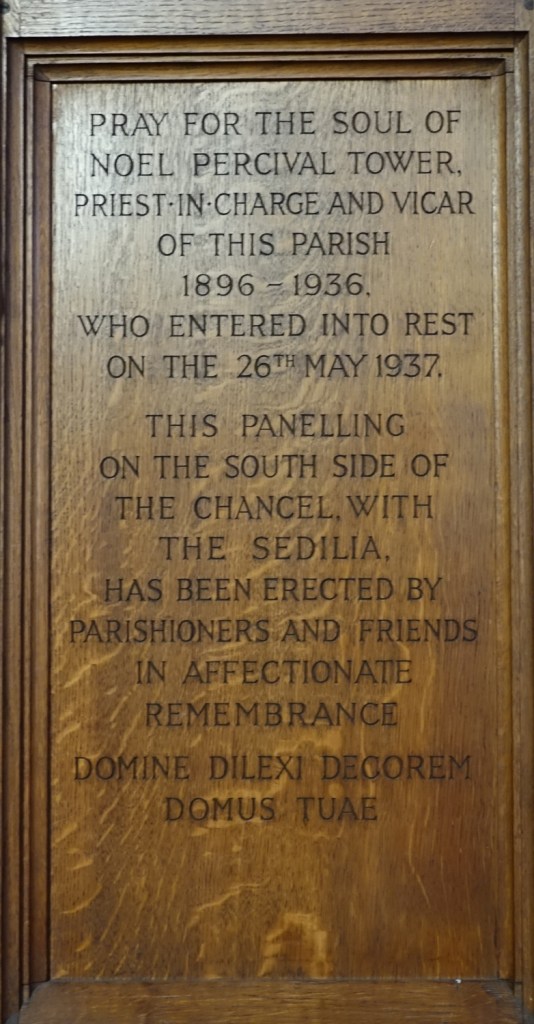 PRAY FOR THE SOUL OF
NOEL PERCIVAL TOWER,
PRIEST·IN·CHARGE AND VICAR
OF THIS PARISH
1896 ~ 1936.
WHO ENTERED INTO REST
ON THE 26TH MAY 1937.
THIS PANELLING
ON THE SOUTH SIDE OF
THE CHANCEL, WITH
THE SEDILIA,
HAS BEEN ERECTED BY
PARISHIONERS AND FRIENDS
IN AFFECTIONATE
REMEMBRANCE
DOMINE DILEXI DECOREM
DOMUS TUAE